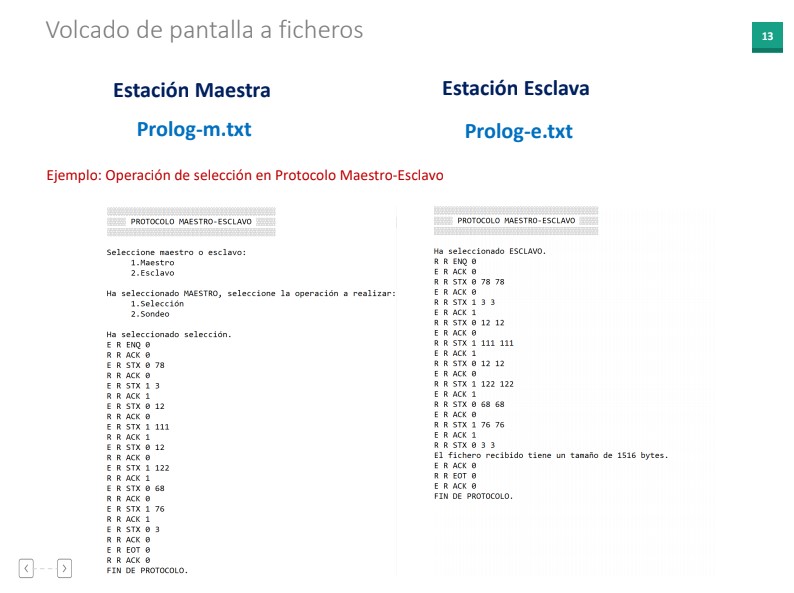 Volcado de pantalla a ficheros
13
Estación Maestra
Prolog-m.txt
Estación Esclava
Prolog-e.txt
Ejemplo: Operación de selección en Protocolo Maestro-Esclavo
PROTOCOLO MAESTRO-ESCLAVO
Seleccione maestro o esclavo:
1.Maestro
2.Esclavo
Ha seleccionado MAESTRO, seleccione la operación a realizar:
1.Selección
2.Sondeo
Ha seleccionado selección.
E R ENQ 0
R R ACK 0
E R STX 0 78
R R ACK 0
E R STX 1 3
R R ACK 1
E R STX 0 12
R R ACK 0
E R STX 1 111
R R ACK 1
E R STX 0 12
R R ACK 0
E R STX 1 122
R R ACK 1
E R STX 0 68
R R ACK 0
E R STX 1 76
R R ACK 1
E R STX 0 3
R R ACK 0
E R EOT 0
R R ACK 0
FIN DE PROTOCOLO.
PROTOCOLO MAESTRO-ESCLAVO
Ha seleccionado ESCLAVO.
R R ENQ 0
E R ACK 0
R R STX 0 78 78
E R ACK 0
R R STX 1 3 3
E R ACK 1
R R STX 0 12 12
E R ACK 0
R R STX 1 111 111
E R ACK 1
R R STX 0 12 12
E R ACK 0
R R STX 1 122 122
E R ACK 1
R R STX 0 68 68
E R ACK 0
R R STX 1 76 76
E R ACK 1
R R STX 0 3 3
El fichero recibido tiene un tamaño de 1516 bytes.
E R ACK 0
R R EOT 0
E R ACK 0
FIN DE PROTOCOLO.